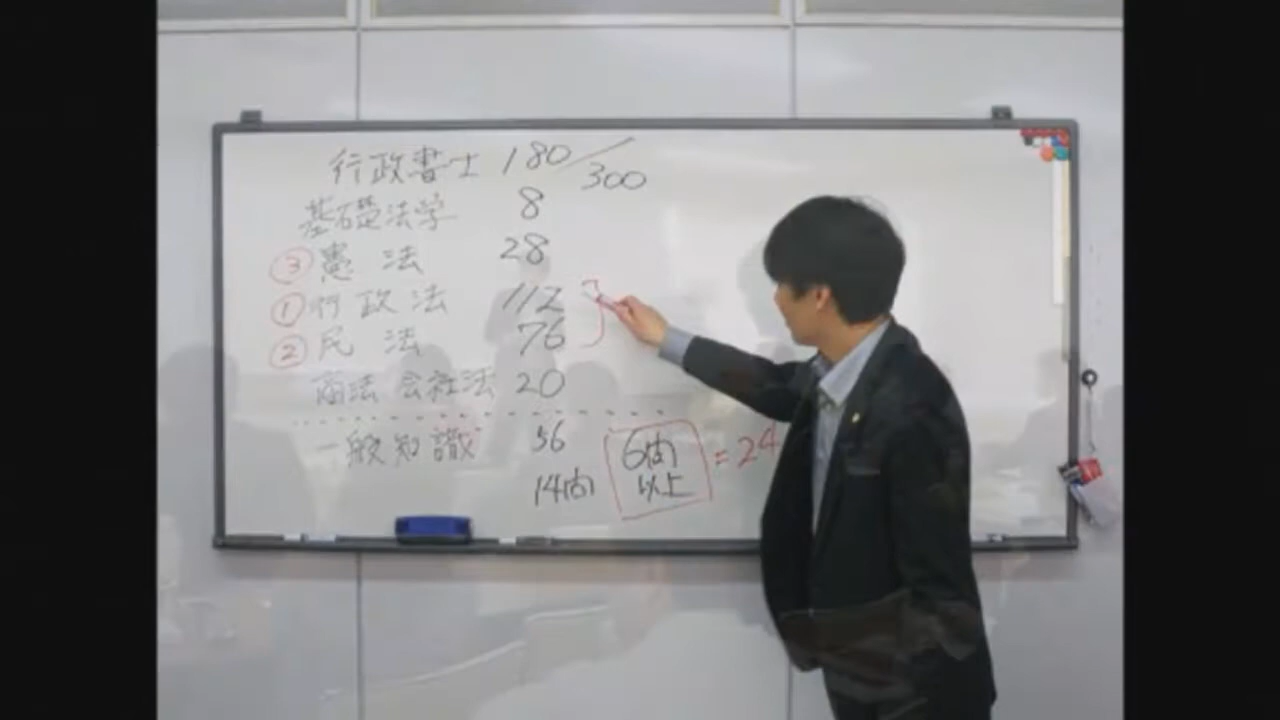 行政書士 180/300
基礎法学 8
③憲法 28
①行政法 112
②民法 76
商法 会社法 20
一般知識 56
14問 6問以上 = 24